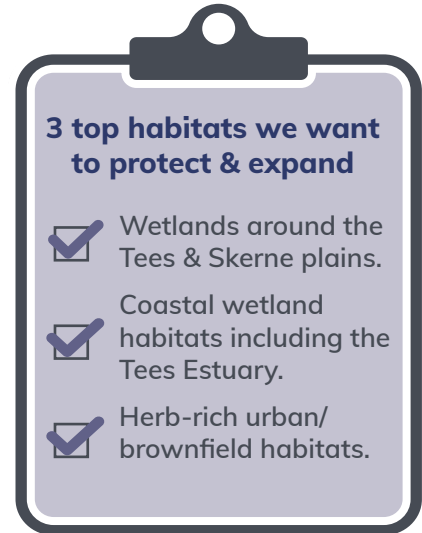 3 top habitats we want
to protect & expand
Wetlands around the
Tees & Skerne plains.
Coastal wetland
habitats including the
Tees Estuary.
Herb-rich urban/
brownfield habitats.